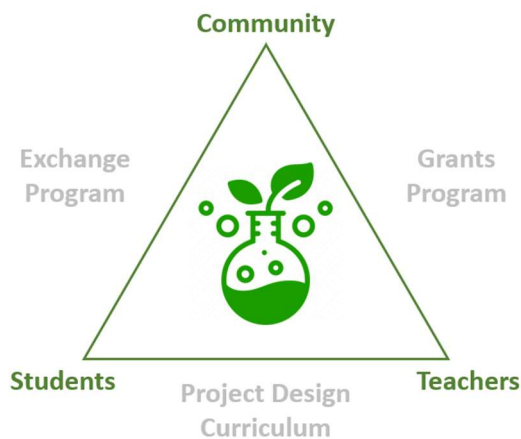 Community
Exchange
Program
Grants
Program
Students
Project Design
Curriculum
Teachers